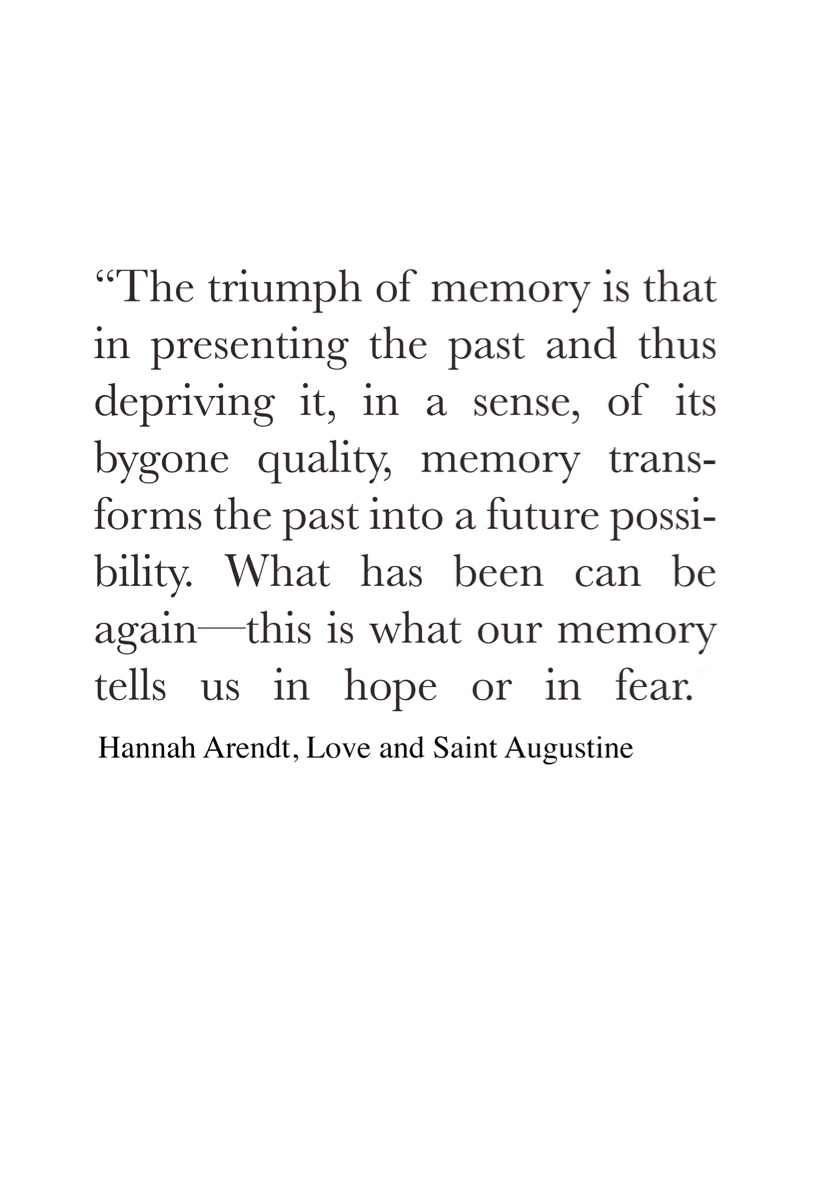 “The triumph of memory is that
in presenting the past and thus
depriving it, in a sense, of its
bygone quality, memory trans-
forms the past into a future possi-
bility. What has been can be
again—this is what our memory
tells us in hope or in fear.
Hannah Arendt, Love and Saint Augustine